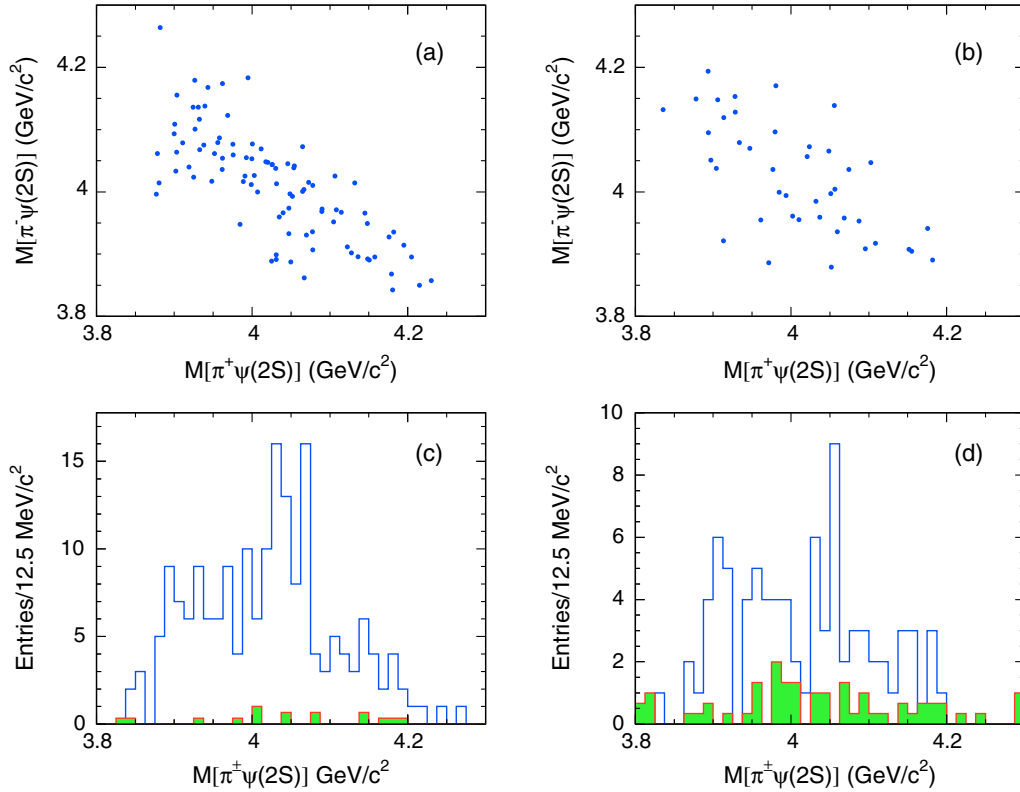 (a)
M[π⁻ψ(2S)] (GeV/c²)
4.2
4
3.8
3.8
4
4.2
M[π⁺ψ(2S)] (GeV/c²)
(b)
M[π⁻ψ(2S)] (GeV/c²)
4.2
4
3.8
3.8
4
4.2
M[π⁺ψ(2S)] (GeV/c²)
(c)
Entries/12.5 MeV/c²
15
10
5
0
3.8
4
4.2
M[π±ψ(2S)] GeV/c²
(d)
Entries/12.5 MeV/c²
10
8
6
4
2
0
3.8
4
4.2
M[π±ψ(2S)] (GeV/c²)